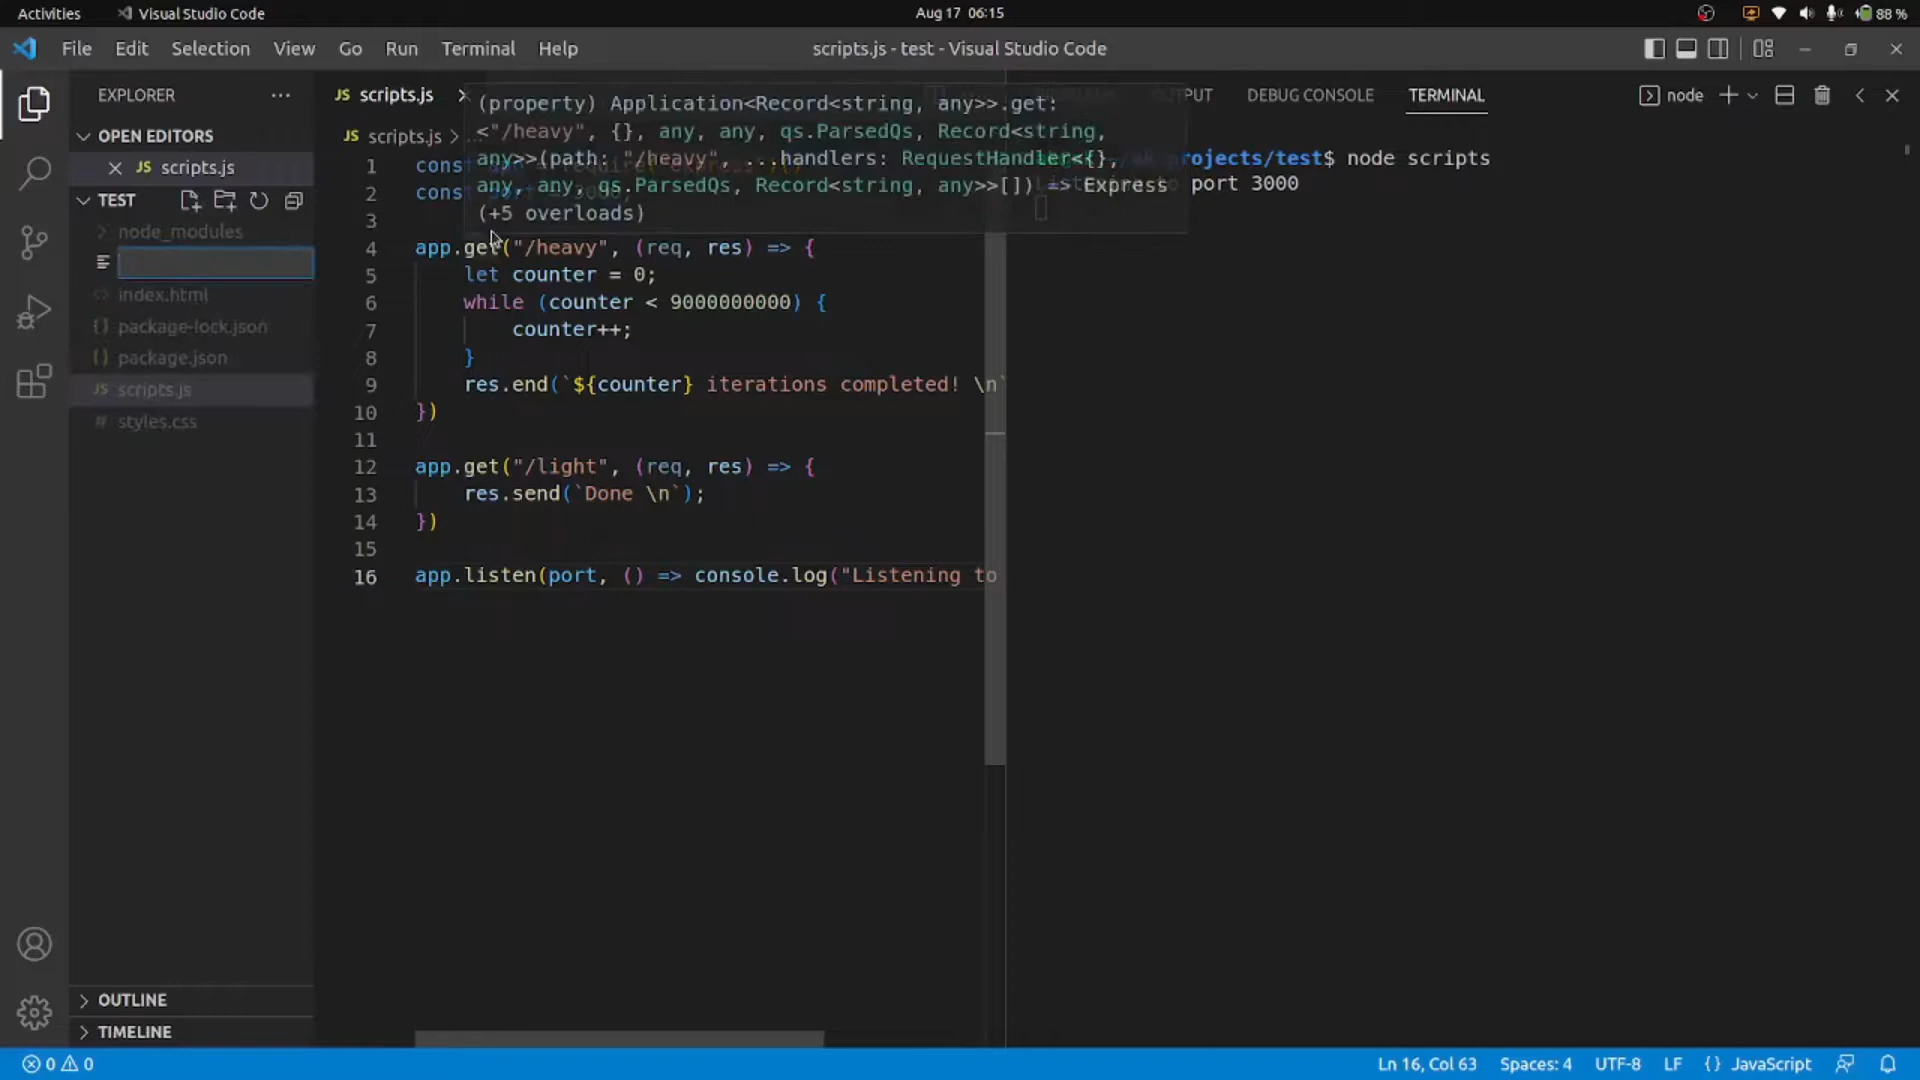 Activities
Visual Studio Code
Aug 17 06:15
88 %
File Edit Selection View Go Run Terminal Help
scripts.js - test - Visual Studio Code
EXPLORER
OPEN EDITORS
JS scripts.js
TEST
node_modules
index.html
{} package-lock.json
{} package.json
JS scripts.js
# styles.css
OUTLINE
TIMELINE
JS scripts.js
JS scripts.js >
(property) Application<Record<string, any>>.get:
<"/heavy", {}, any, any, qs.ParsedQs, Record<string,
any>>(path: "/heavy", ...handlers: RequestHandler<{},
any, any, qs.ParsedQs, Record<string, any>>[]) => Express
(+5 overloads)
1 const
2 const
3
4 app.get("/heavy", (req, res) => {
5 let counter = 0;
6 while (counter < 9000000000) {
7 counter++;
8 }
9 res.end(`${counter} iterations completed! \n`
10 })
11
12 app.get("/light", (req, res) => {
13 res.send(`Done \n`);
14 })
15
16 app.listen(port, () => console.log("Listening to
DEBUG CONSOLE
TERMINAL
node
projects/test$ node scripts
port 3000
0 0
Ln 16, Col 63
Spaces: 4
UTF-8
LF
{} JavaScript